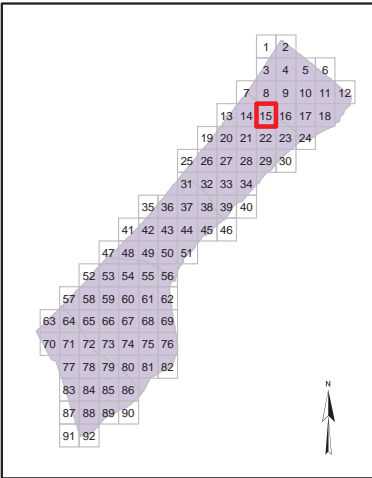 1 2
3 4 5 6
7 8 9 10 11 12
13 14 15 16 17 18
19 20 21 22 23 24
25 26 27 28 29 30
31 32 33 34
35 36 37 38 39 40
41 42 43 44 45 46
47 48 49 50 51
52 53 54 55 56
57 58 59 60 61 62
63 64 65 66 67 68 69
70 71 72 73 74 75 76
77 78 79 80 81 82
83 84 85 86
N
87 88 89 90
91 92